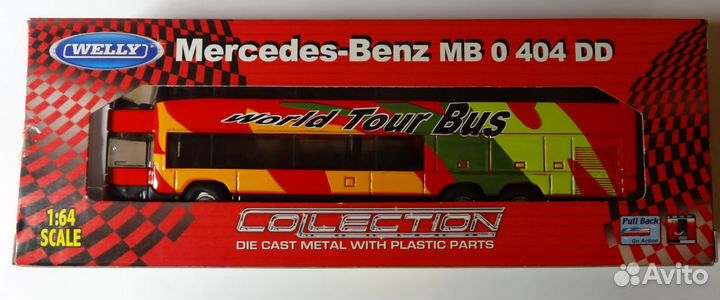 WELLY
Mercedes-Benz MB 0 404 DD
World Tour Bus
1:64
SCALE
COLLECTION
DIE CAST METAL WITH PLASTIC PARTS
Pull Back
Go Action
Avito